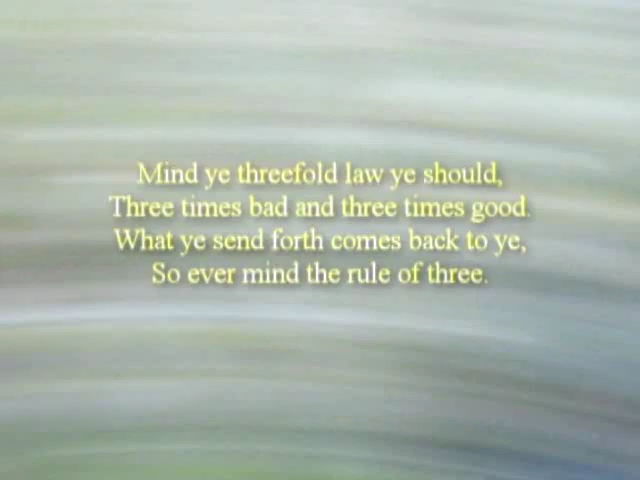 Mind ye threefold law ye should,
Three times bad and three times good.
What ye send forth comes back to ye,
So ever mind the rule of three.